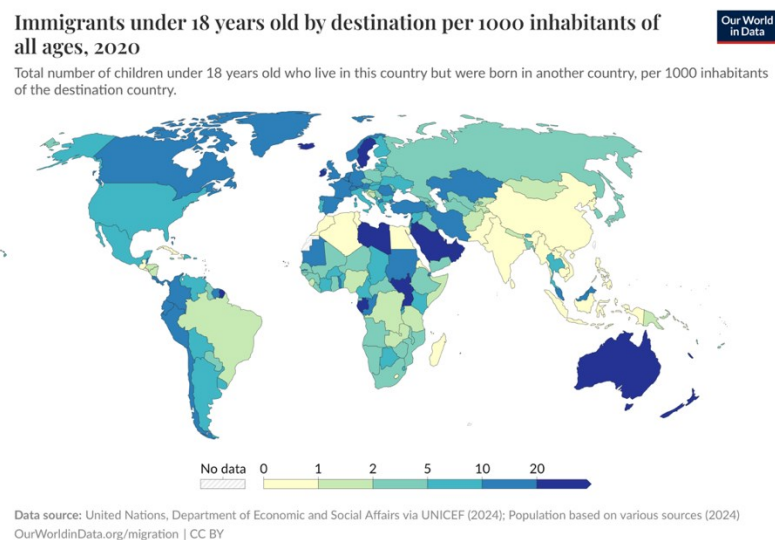 Immigrants under 18 years old by destination per 1000 inhabitants of
all ages, 2020
Our World
in Data
Total number of children under 18 years old who live in this country but were born in another country, per 1000 inhabitants
of the destination country.
No data 0 1 2 5 10 20
Data source: United Nations, Department of Economic and Social Affairs via UNICEF (2024); Population based on various sources (2024)
OurWorldinData.org/migration | CC BY